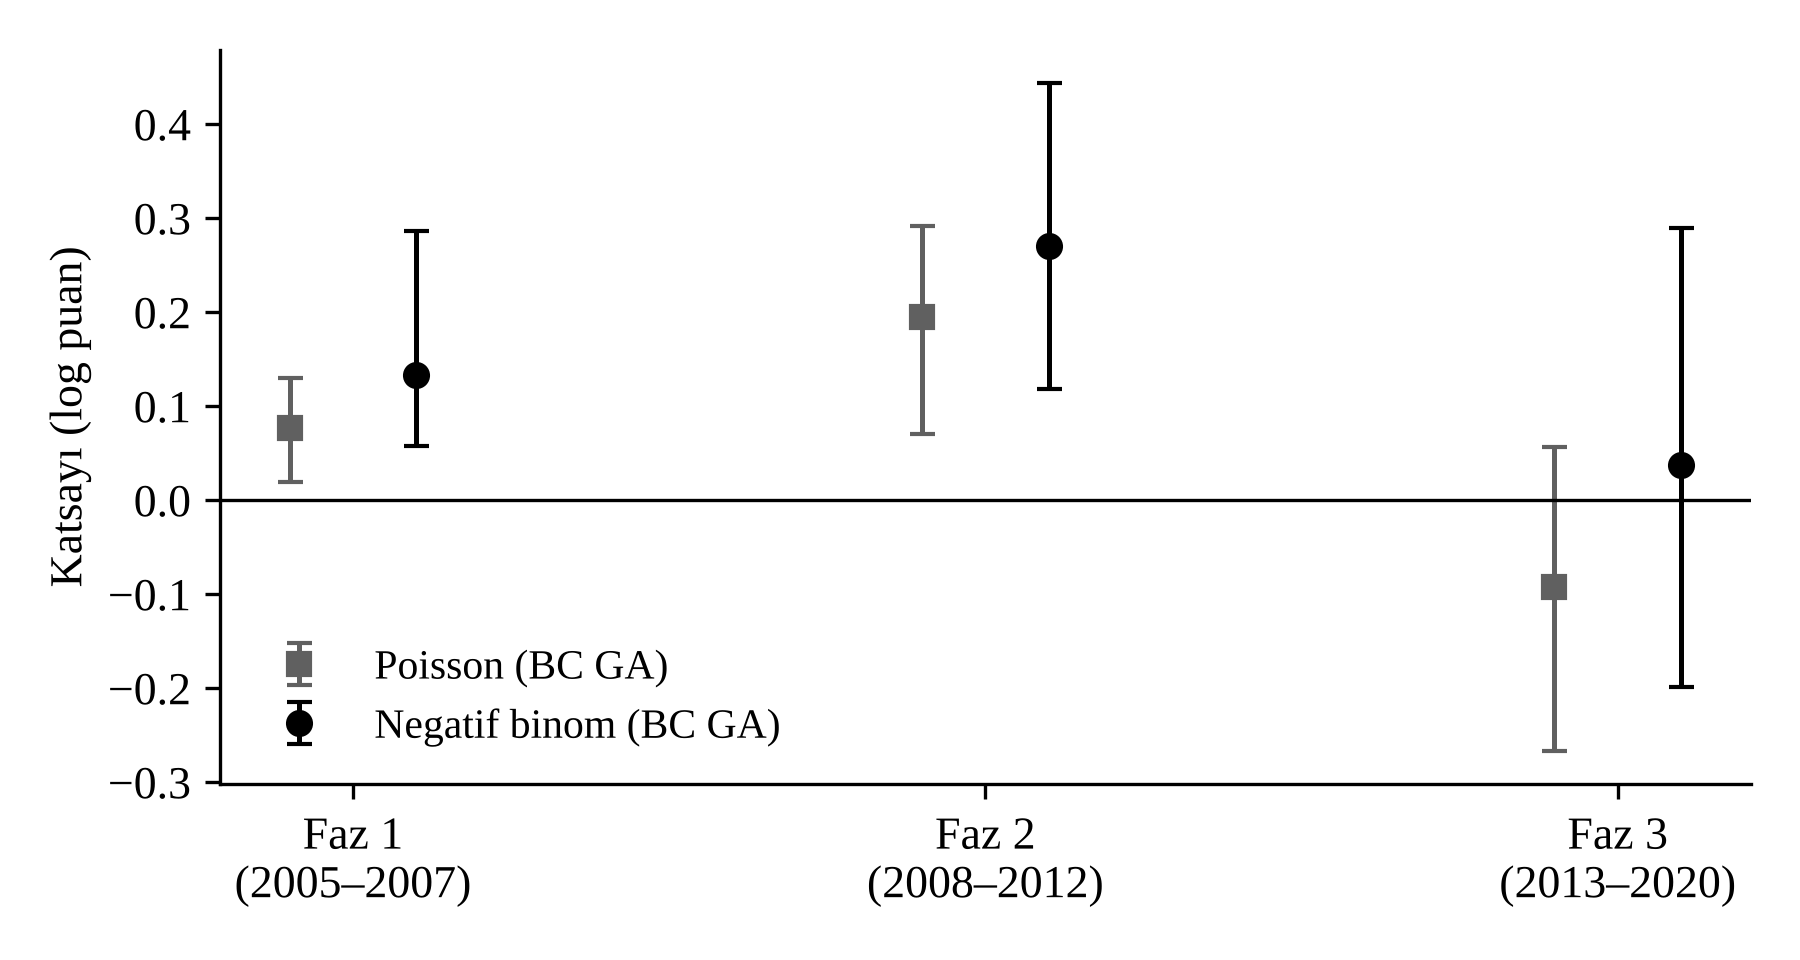 Katsayı (log puan)
0.4
0.3
0.2
0.1
0.0
−0.1
−0.2
−0.3
Poisson (BC GA)
Negatif binom (BC GA)
Faz 1
(2005–2007)
Faz 2
(2008–2012)
Faz 3
(2013–2020)